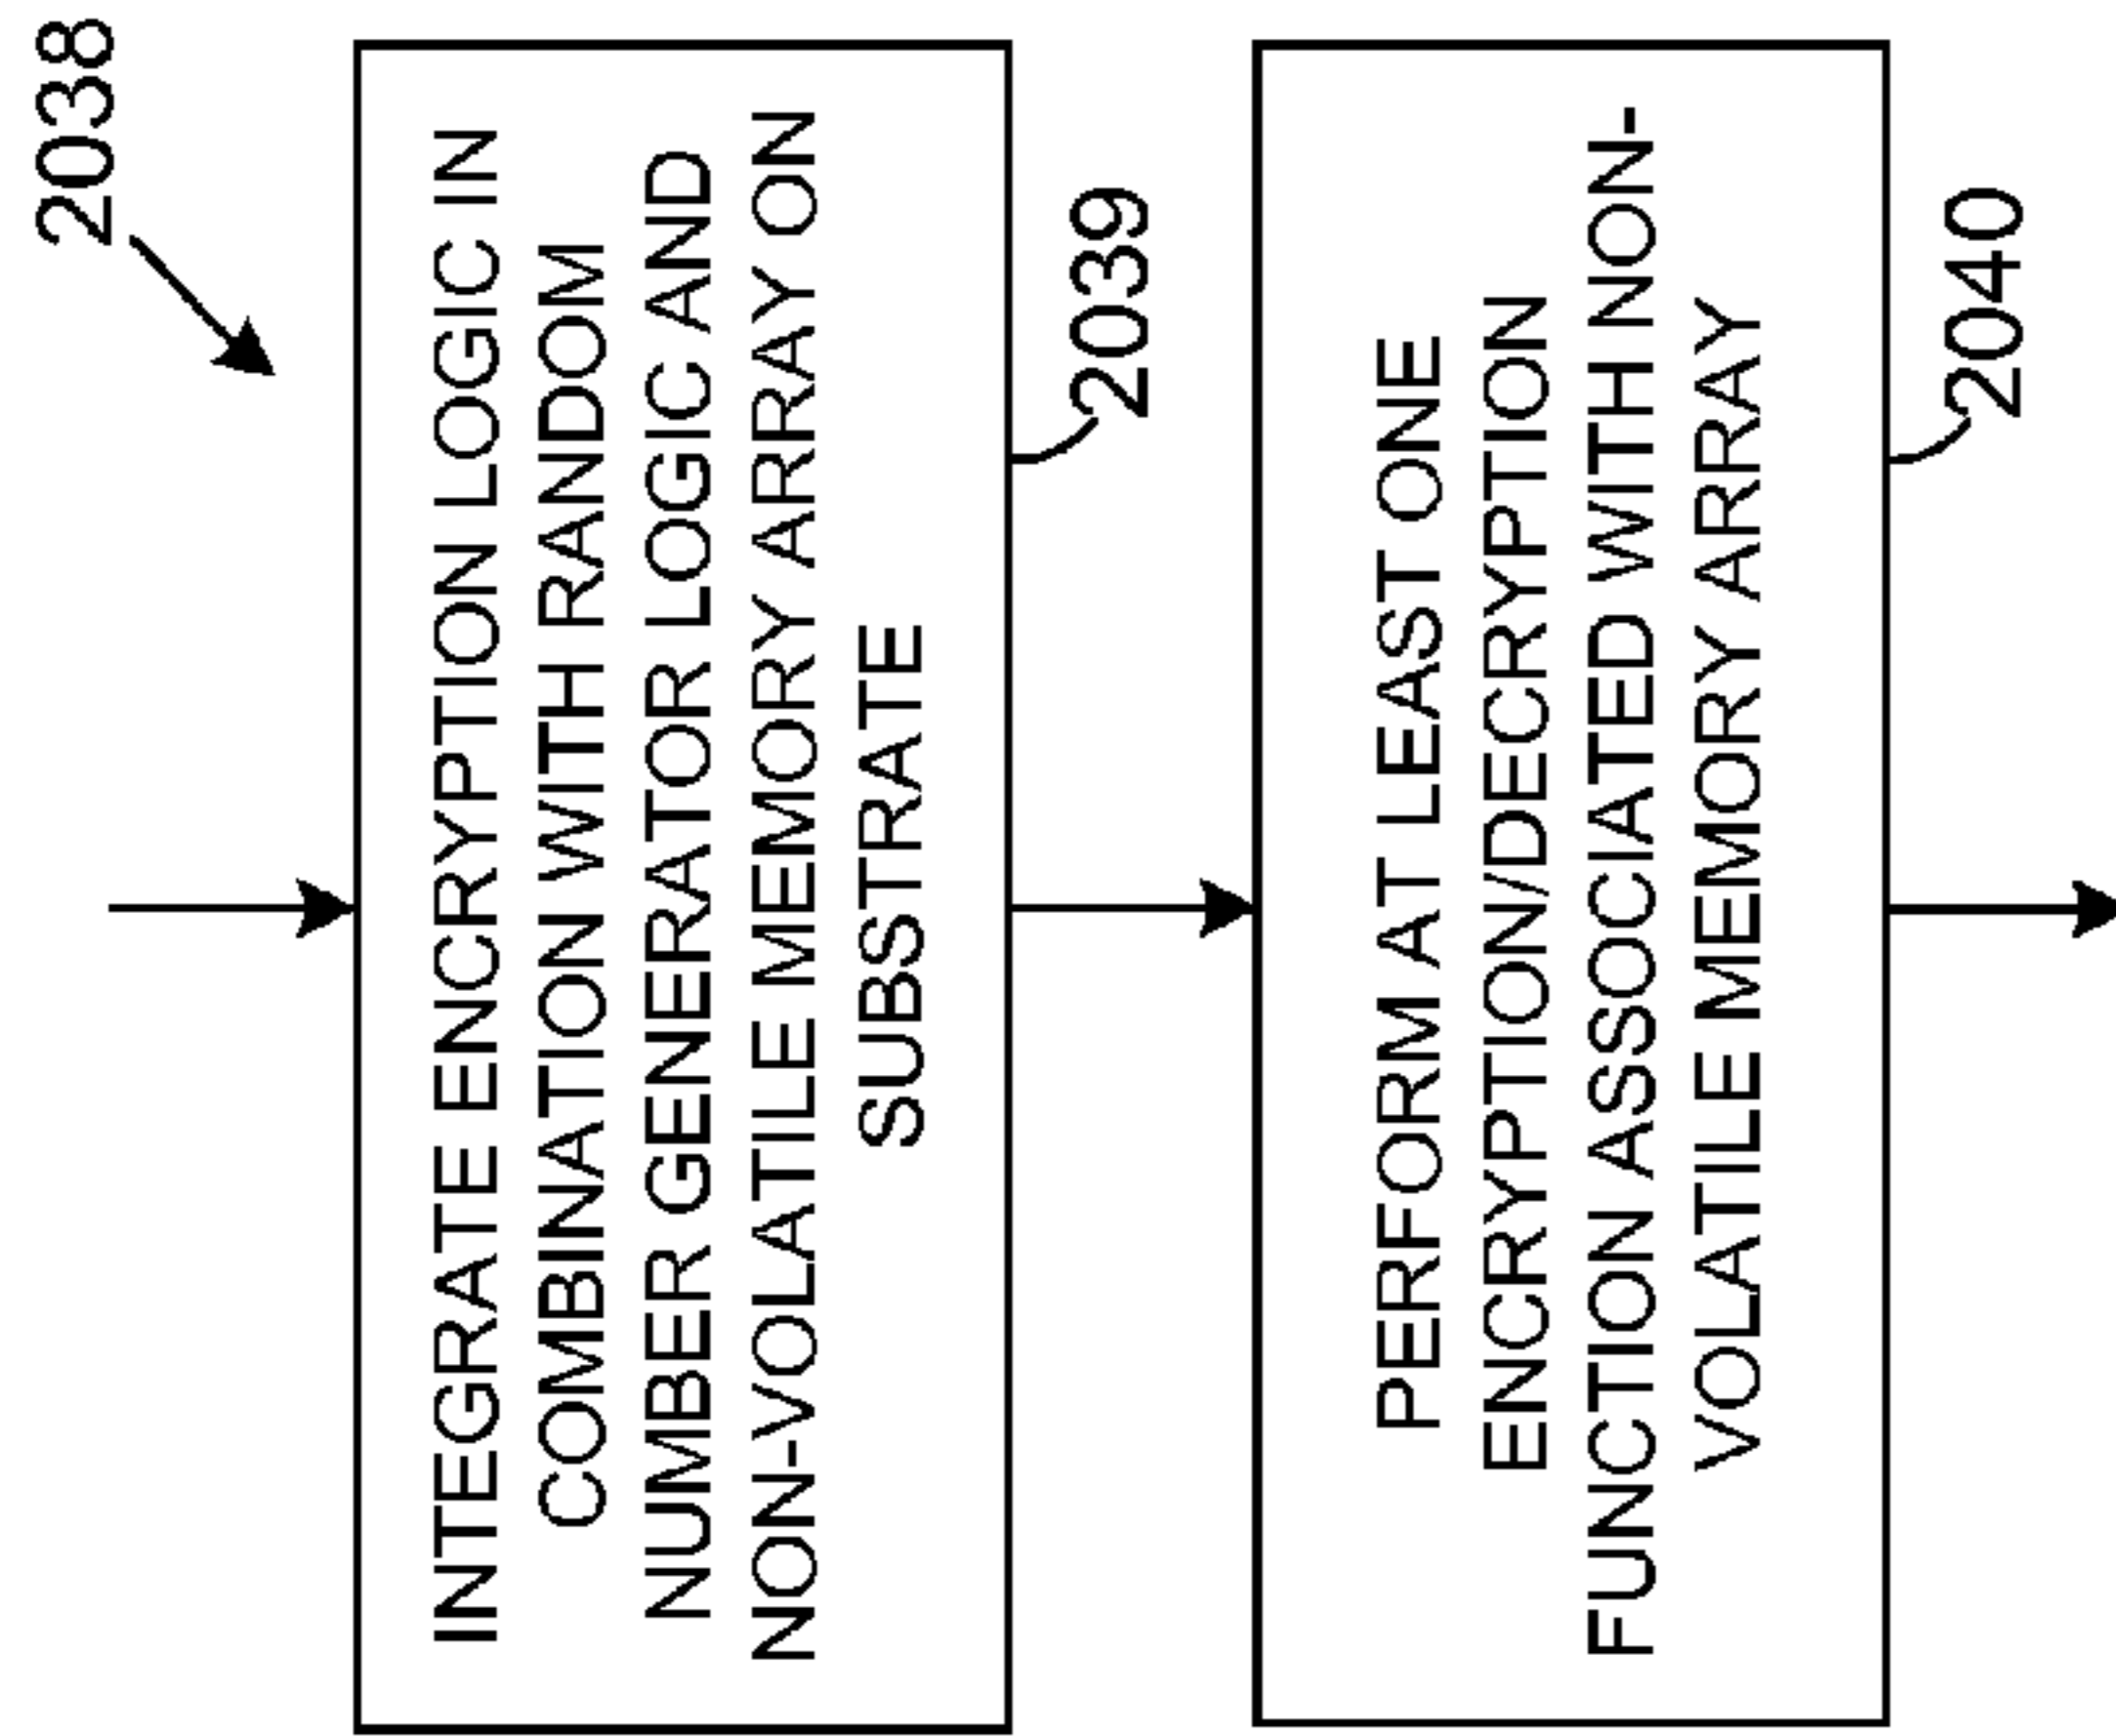 2038
INTEGRATE ENCRYPTION LOGIC IN
COMBINATION WITH RANDOM
NUMBER GENERATOR LOGIC AND
NON-VOLATILE MEMORY ARRAY ON
SUBSTRATE
2039
PERFORM AT LEAST ONE
ENCRYPTION/DECRYPTION
FUNCTION ASSOCIATED WITH NON-
VOLATILE MEMORY ARRAY
2040